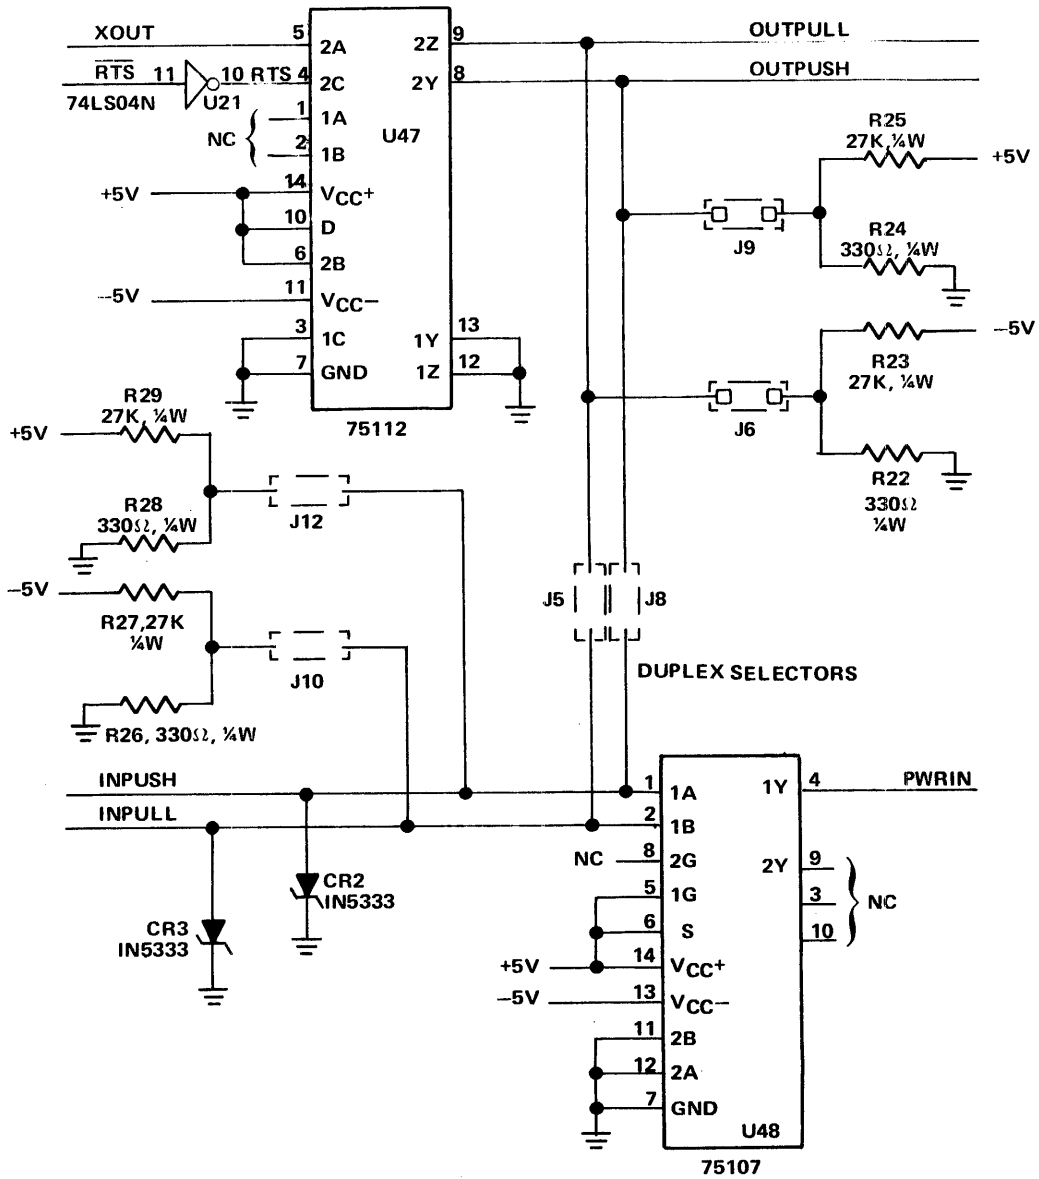 XOUT
5
2A
2Z
9
OUTPULL
RTS
11
10
RTS
4
2C
2Y
8
OUTPUSH
74LS04N
U21
1
1A
NC
2
1B
U47
R25
27K, ¼W
+5V
+5V
14
VCC+
10
D
6
2B
J9
R24
330Ω, ¼W
–5V
11
VCC–
3
1C
1Y
13
7
GND
1Z
12
–5V
R23
27K, ¼W
75112
J6
R22
330Ω
¼W
R29
27K, ¼W
+5V
R28
330Ω, ¼W
J12
–5V
R27,27K
¼W
J10
R26, 330Ω, ¼W
J5
J8
DUPLEX SELECTORS
INPUSH
1
1A
1Y
4
PWRIN
INPULL
2
1B
NC
8
2G
2Y
9
5
1G
3
NC
6
S
10
CR2
IN5333
CR3
IN5333
+5V
14
VCC+
–5V
13
VCC–
11
2B
12
2A
7
GND
U48
75107